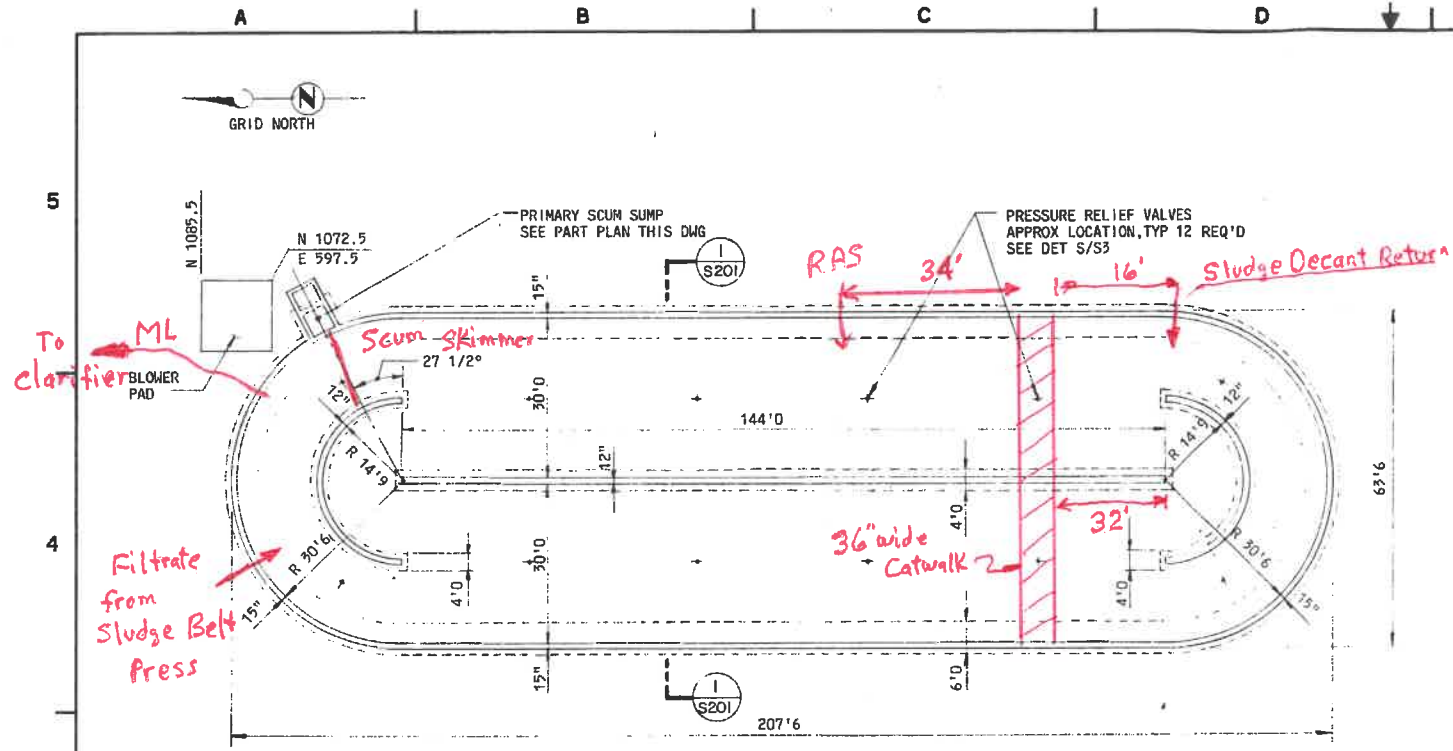 A B C D
N
GRID NORTH
5
N 1085.5
N 1072.5
E 597.5
PRIMARY SCUM SUMP
SEE PART PLAN THIS DWG
1
S201
PRESSURE RELIEF VALVES
APPROX LOCATION, TYP 12 REQ'D
SEE DET S/S3
RAS
34'
16'
Sludge Decant Return
15"
ML
To
clarifier
BLOWER
PAD
Scum Skimmer
27 1/2°
12"
30'0
144'0
12"
R 14'9
R 14'9
12"
4'0
32'
63'6
4
Filtrate
from
Sludge Belt
Press
R 30'6
15"
4'0
30'0
36" wide
Catwalk
4'0
R 30'6
15"
15"
6'0
1
S201
207'6